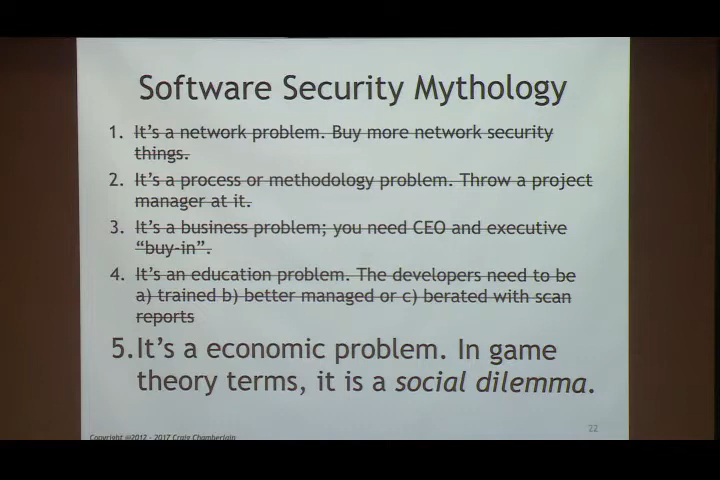 Software Security Mythology
1. It's a network problem. Buy more network security
things.
2. It's a process or methodology problem. Throw a project
manager at it.
3. It's a business problem; you need CEO and executive
"buy-in".
4. It's an education problem. The developers need to be
a) trained b) better managed or c) berated with scan
reports
5.It's a economic problem. In game
theory terms, it is a social dilemma.
22
Copyright @2012 - 2017 Craig Chamberlain